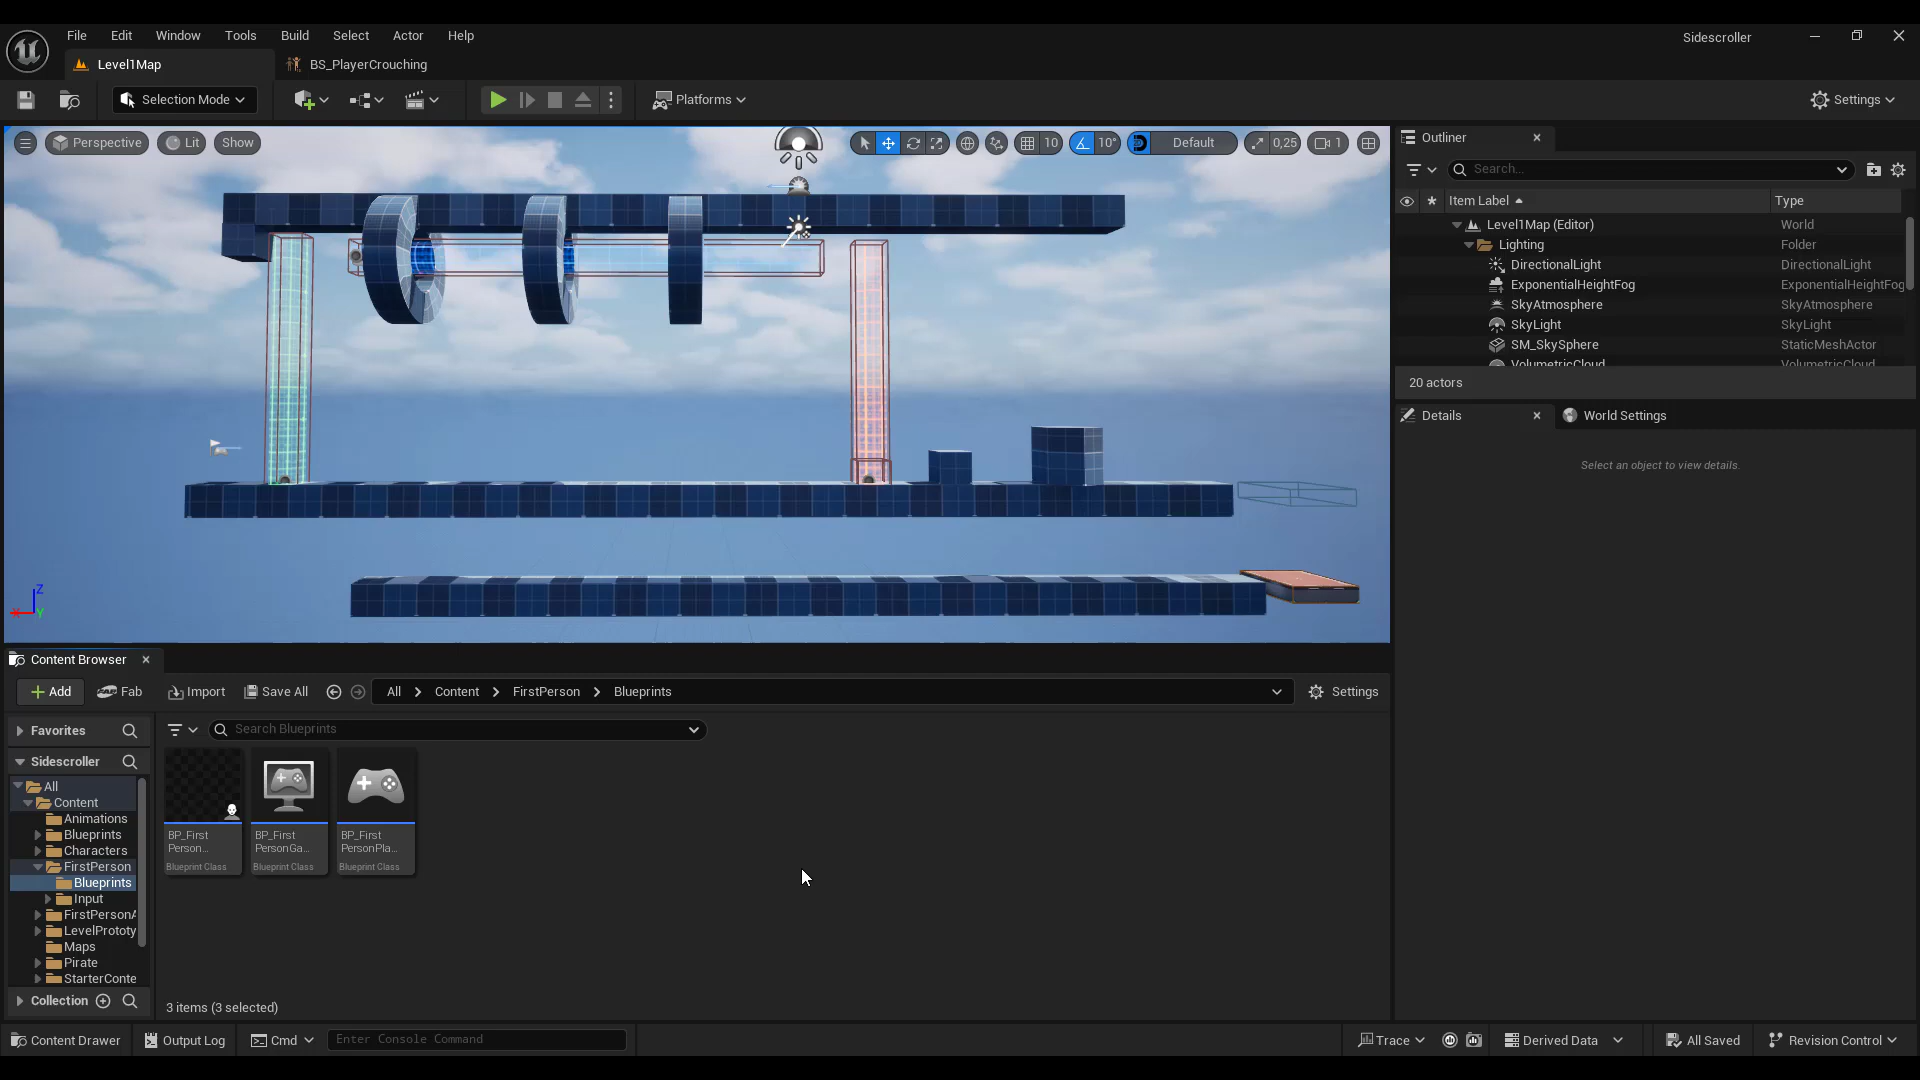 File Edit Window Tools Build Select Actor Help
Sidescroller
Level1Map
BS_PlayerCrouching
Selection Mode
Platforms
Settings
Perspective
Lit
Show
10
10°
Default
0,25
1
Z
X
Y
Outliner
Search...
Item Label
Type
Level1Map (Editor) World
Lighting Folder
DirectionalLight DirectionalLight
ExponentialHeightFog ExponentialHeightFog
SkyAtmosphere SkyAtmosphere
SkyLight SkyLight
SM_SkySphere StaticMeshActor
VolumetricCloud VolumetricCloud
20 actors
Details
World Settings
Select an object to view details.
Content Browser
Add
Fab
Import
Save All
All > Content > FirstPerson > Blueprints
Settings
Favorites
Search Blueprints
Sidescroller
All
Content
Animations
Blueprints
Characters
FirstPerson
Blueprints
Input
FirstPersonA
LevelPrototy
Maps
Pirate
StarterConte
Collection
BP_First
Person...
Blueprint Class
BP_First
PersonGa...
Blueprint Class
BP_First
PersonPla...
Blueprint Class
3 items (3 selected)
Content Drawer
Output Log
Cmd
Enter Console Command
Trace
Derived Data
All Saved
Revision Control